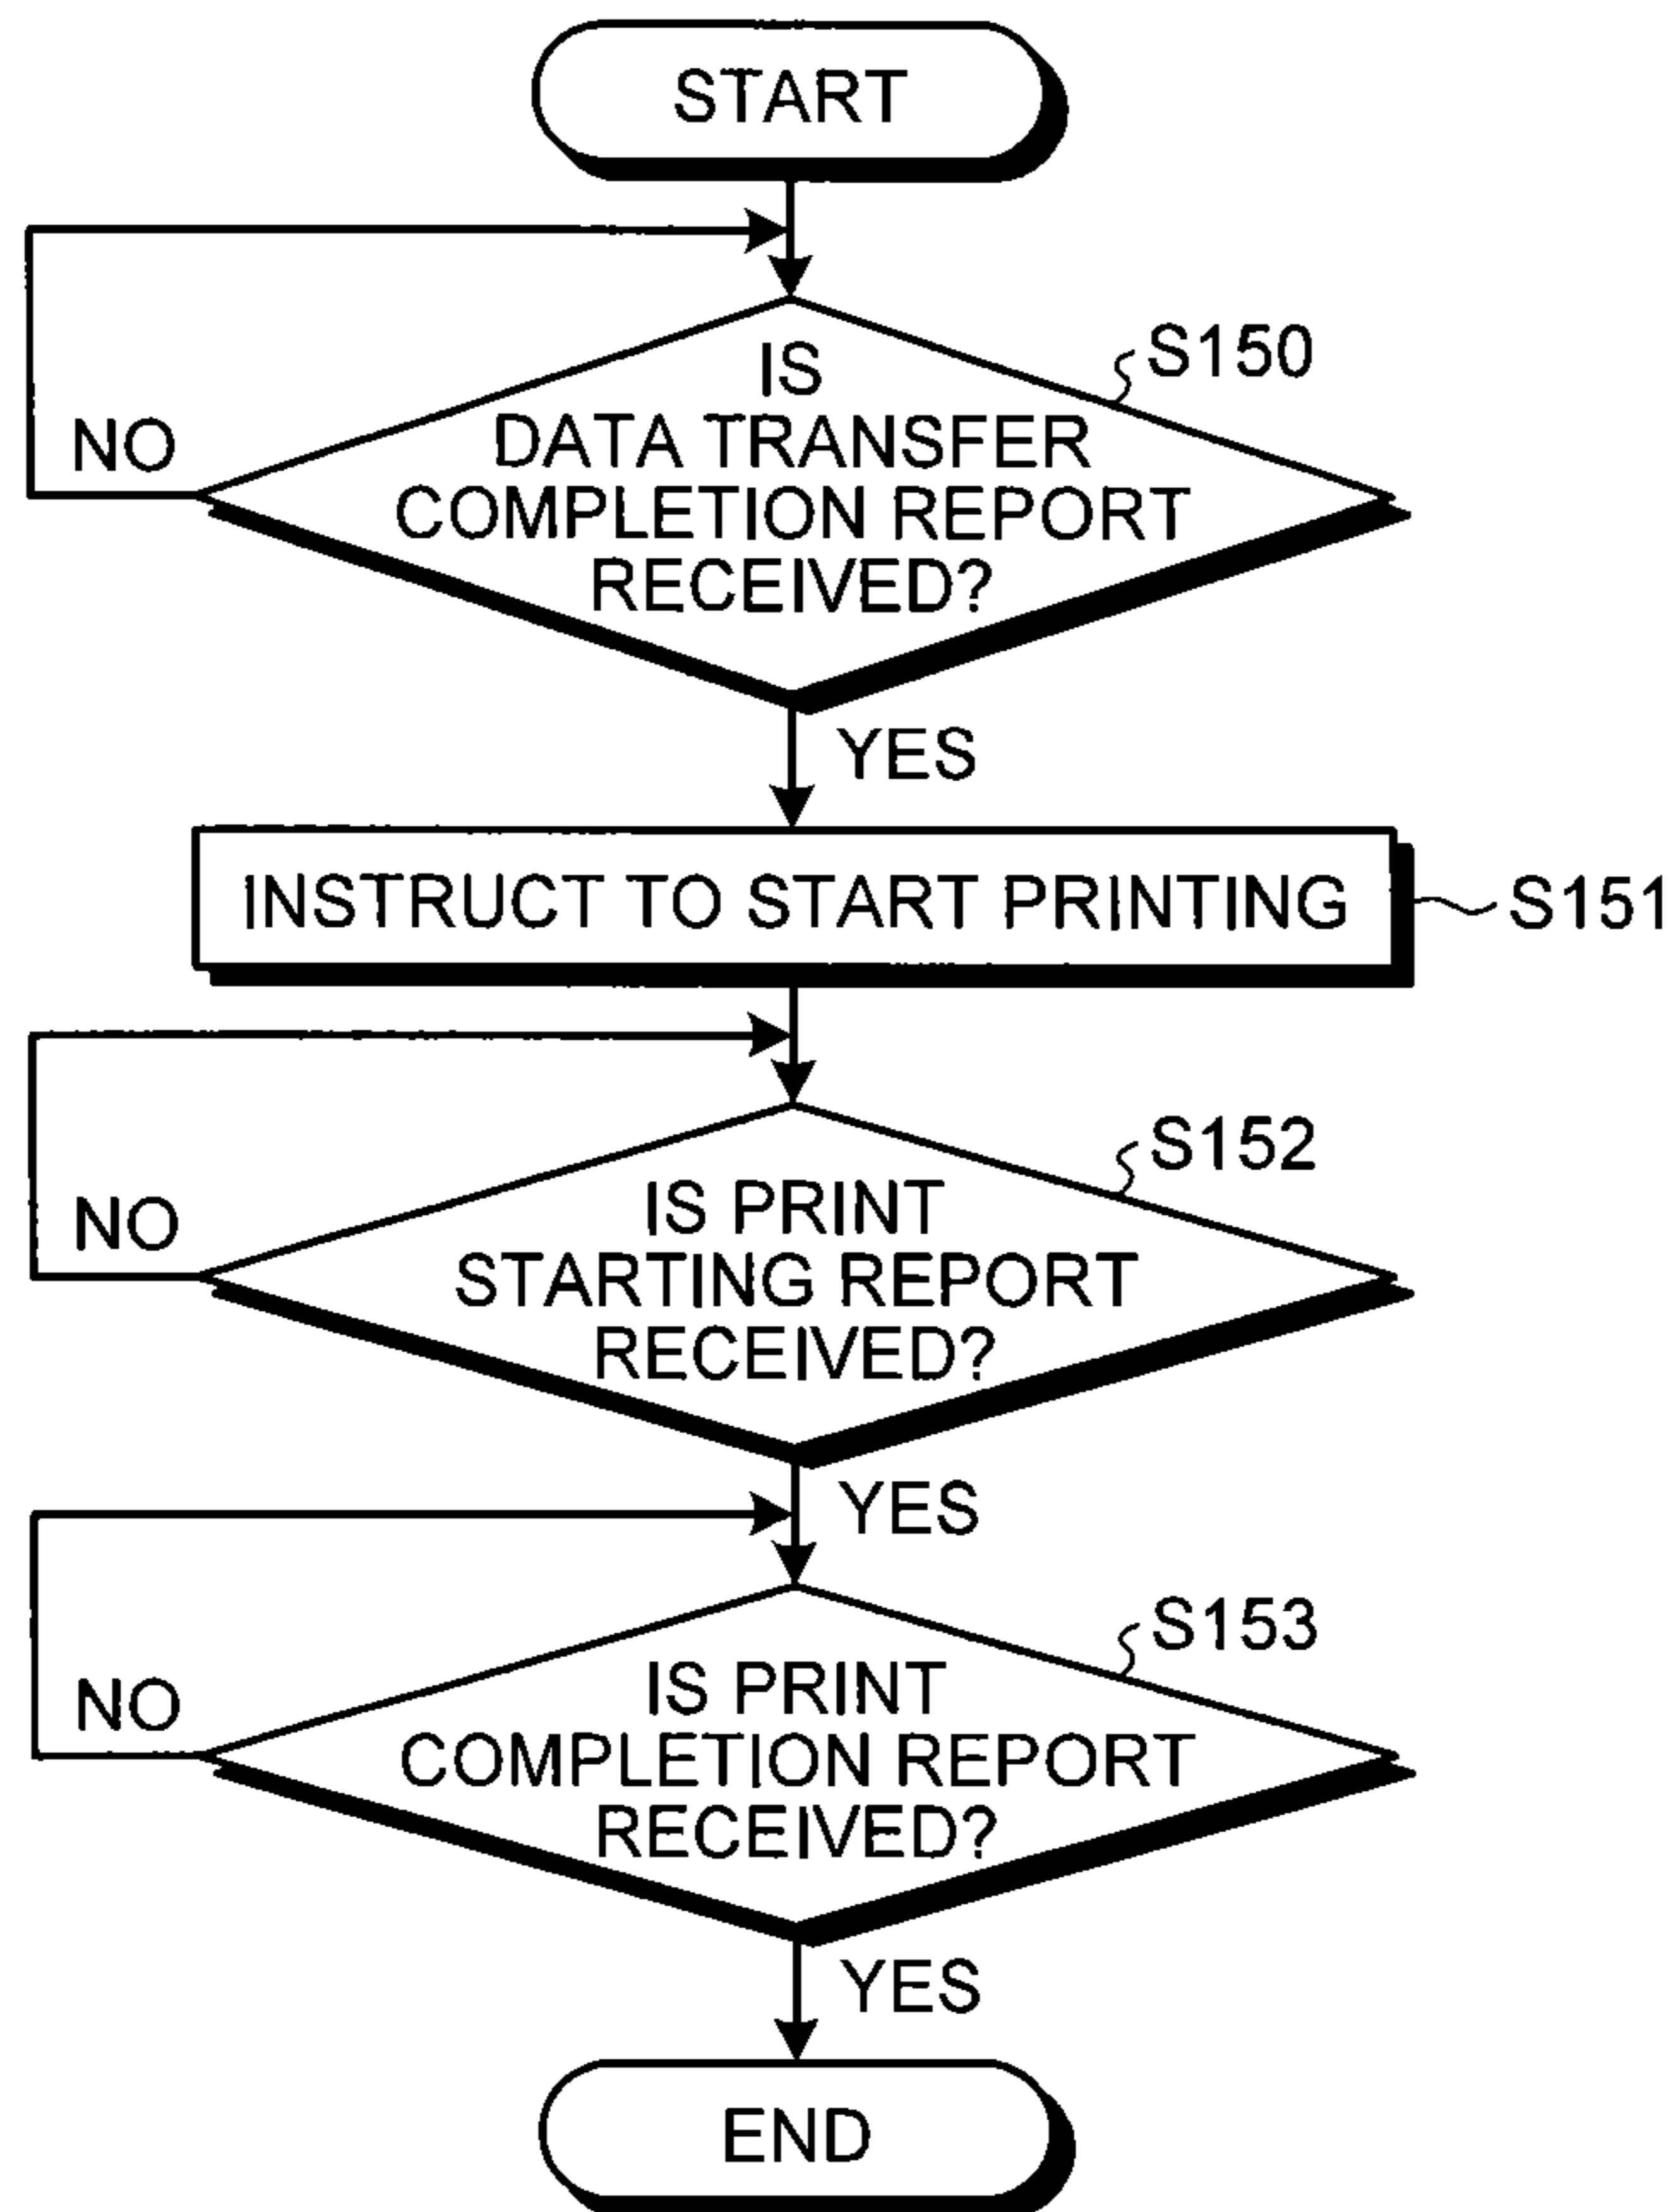 START
S150
IS
DATA TRANSFER
COMPLETION REPORT
RECEIVED?
NO
YES
INSTRUCT TO START PRINTING
S151
S152
IS PRINT
STARTING REPORT
RECEIVED?
NO
YES
S153
IS PRINT
COMPLETION REPORT
RECEIVED?
NO
YES
END